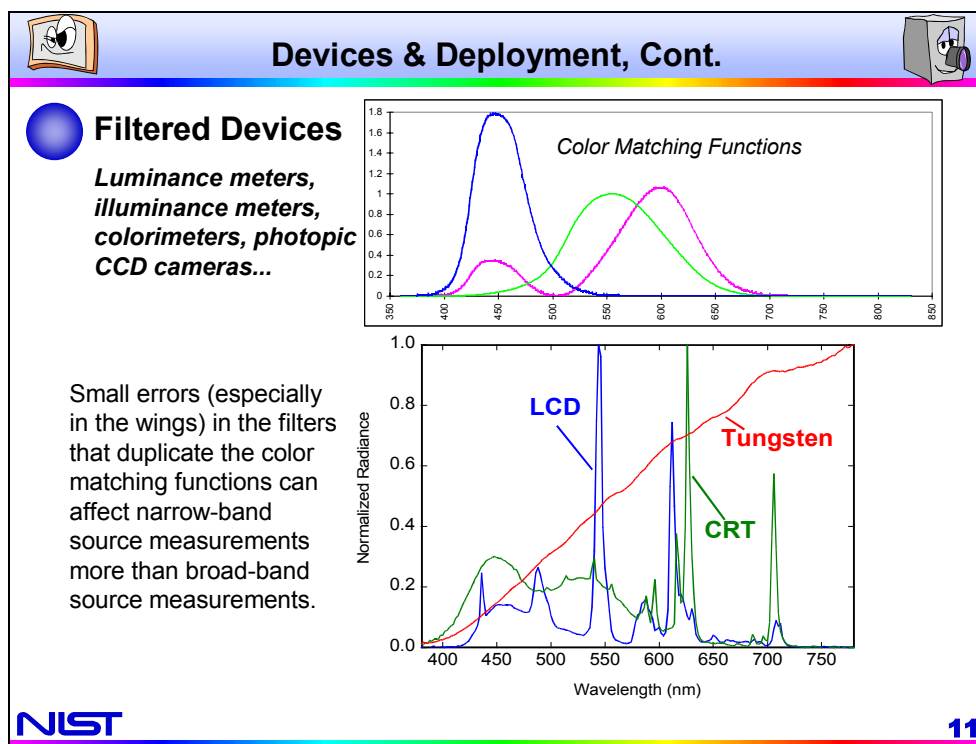 Devices & Deployment, Cont.
Filtered Devices
Luminance meters,
illuminance meters,
colorimeters, photopic
CCD cameras...
Color Matching Functions
1.8
1.6
1.4
1.2
1
0.8
0.6
0.4
0.2
0
350 400 450 500 550 600 650 700 750 800 850
Small errors (especially
in the wings) in the filters
that duplicate the color
matching functions can
affect narrow-band
source measurements
more than broad-band
source measurements.
Normalized Radiance
1.0
0.8
0.6
0.4
0.2
0.0
LCD
Tungsten
CRT
400 450 500 550 600 650 700 750
Wavelength (nm)
NIST
11